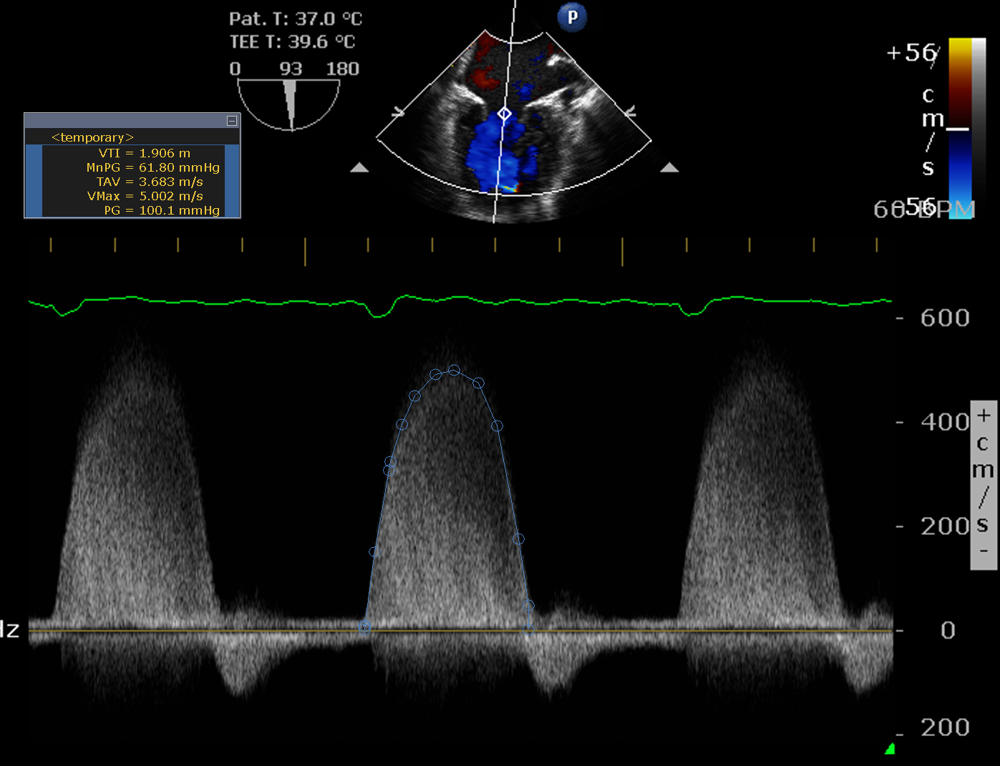 Pat. T: 37.0 °C
TEE T: 39.6 °C
0 93 180
P
+56
c
m
/
s
56
60 BPM
<temporary>
VTI = 1.906 m
MnPG = 61.80 mmHg
TAV = 3.683 m/s
VMax = 5.002 m/s
PG = 100.1 mmHg
- 600
- 400
- 200
- 0
- 200
+
c
m
/
s
-
Hz